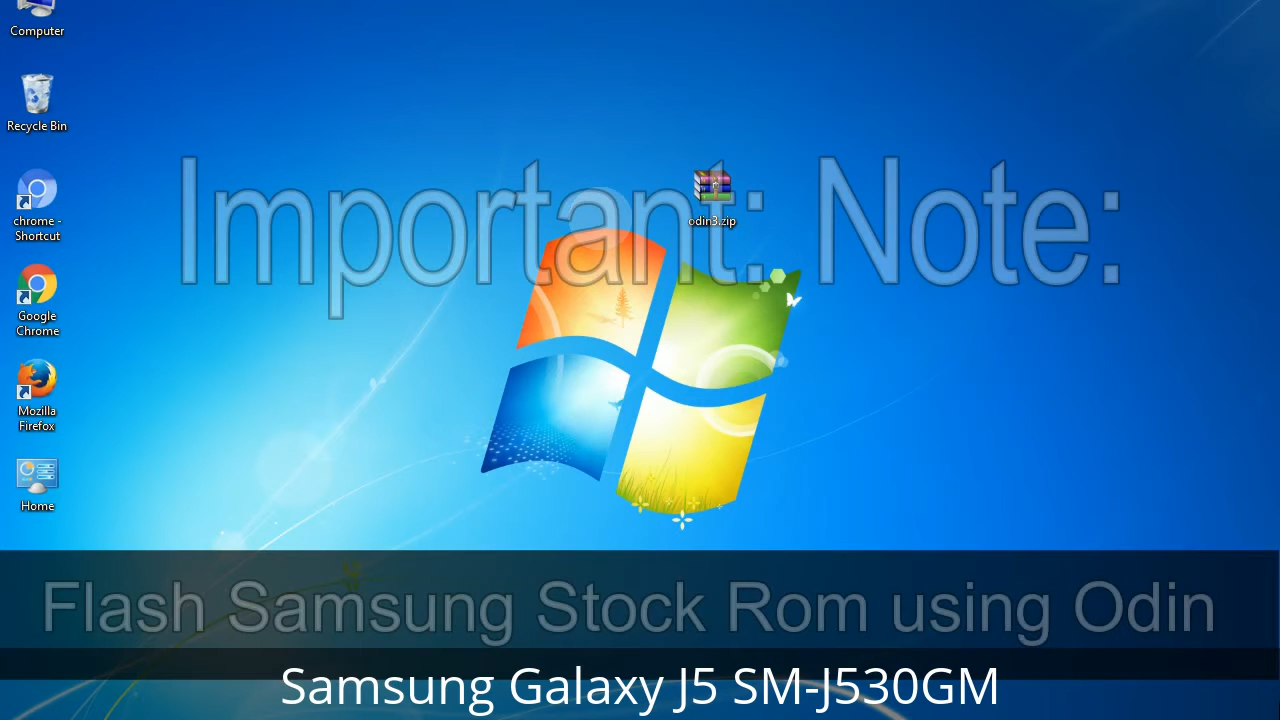 Computer
Recycle Bin
chrome -
Shortcut
Google
Chrome
Mozilla
Firefox
Home
odin3.zip
Important: Note:
Flash Samsung Stock Rom using Odin
Samsung Galaxy J5 SM-J530GM